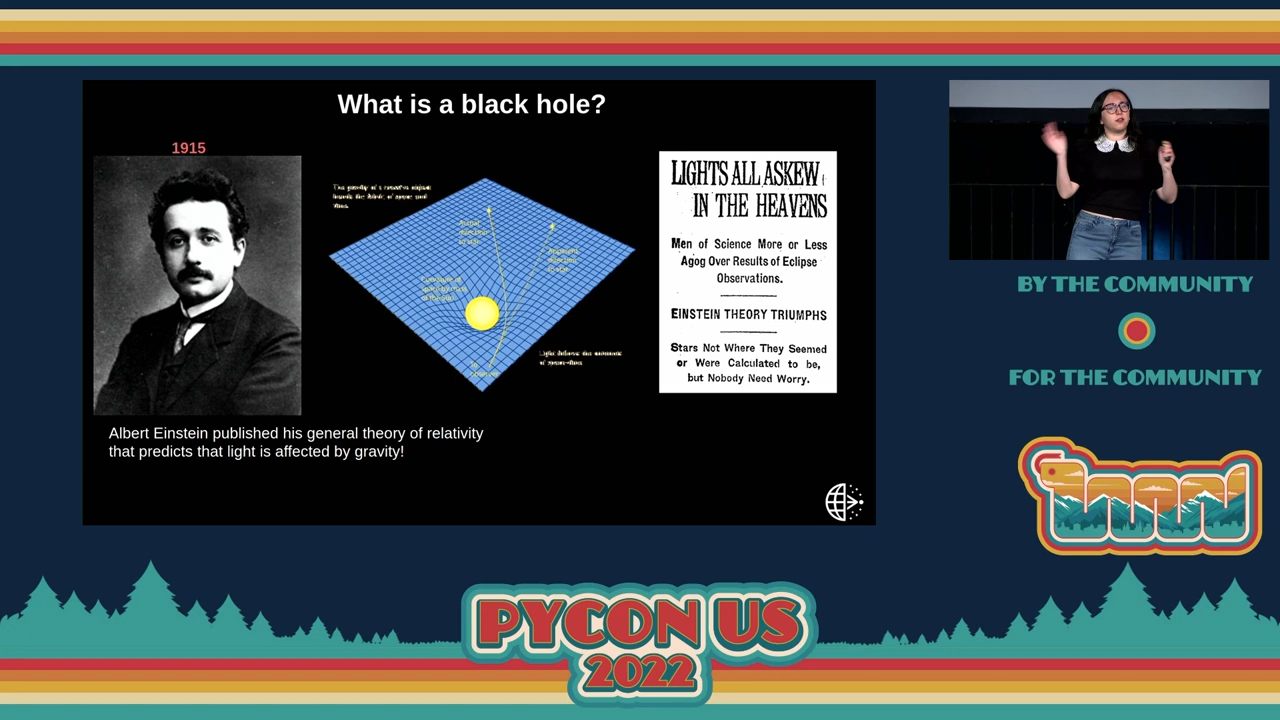 What is a black hole?
1915
LIGHTS ALL ASKEW
IN THE HEAVENS
Men of Science More or Less
Agog Over Results of Eclipse
Observations.
EINSTEIN THEORY TRIUMPHS
Stars Not Where They Seemed
or Were Calculated to be,
but Nobody Need Worry.
Albert Einstein published his general theory of relativity
that predicts that light is affected by gravity!
BY THE COMMUNITY
FOR THE COMMUNITY
PYCON US
2022